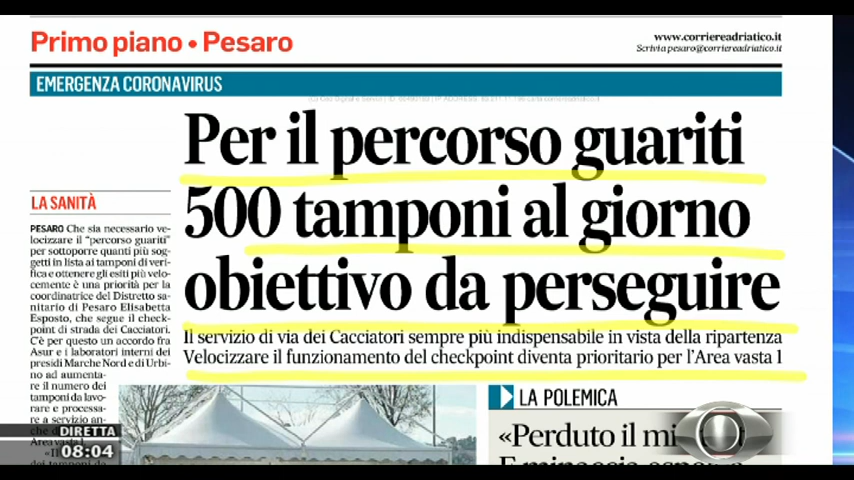 Primo piano • Pesaro
www.corriereadriatico.it
Scrivi a pesaro@corriereadriatico.it
EMERGENZA CORONAVIRUS
Per il percorso guariti
500 tamponi al giorno
obiettivo da perseguire
Il servizio di via dei Cacciatori sempre più indispensabile in vista della ripartenza
Velocizzare il funzionamento del checkpoint diventa prioritario per l'Area vasta 1
LA SANITÀ
PESARO Che sia necessario ve-
locizzare il "percorso guariti"
per sottoporre quanti più sog-
getti in lista ai tamponi di veri-
fica e ottenere gli esiti più velo-
cemente è una priorità per la
coordinatrice del Distretto sa-
nitario di Pesaro Elisabetta
Esposto, che segue il check-
point di strada dei Cacciatori.
C'è per questo un accordo fra
Asur e i laboratori interni dei
presidi Marche Nord e di Urbi-
no ad aumenta-
re il numero dei
tamponi da lavo-
rare e processa-
re a servizio an-
Area vasta 1
LA POLEMICA
«Perduto il
DIRETTA
08:04